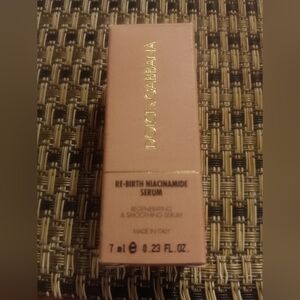 DOLCE & GABBANA
RE-BIRTH NIACINAMIDE
SERUM
REGENERATING
& SMOOTHING SERUM
MADE IN ITALY
7 ml ℮ 0.23 FL.OZ.